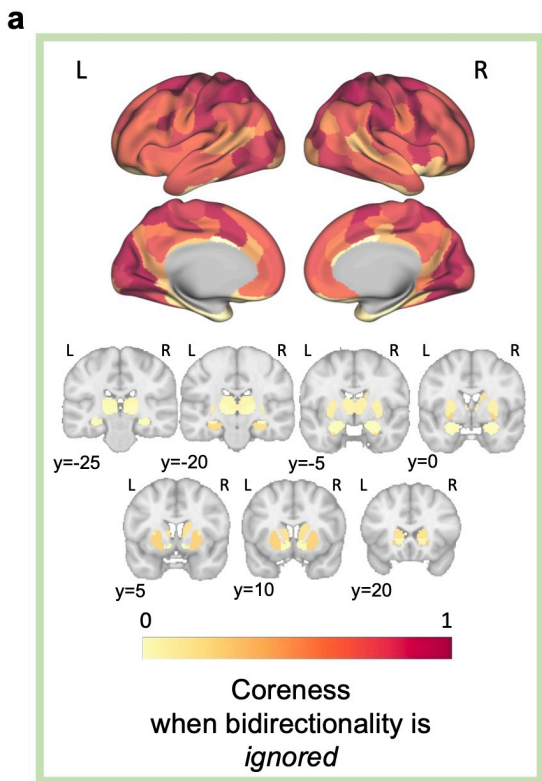 a
L R
L R L R L R L R
y=-25 y=-20 y=-5 y=0
L R L R L R
y=5 y=10 y=20
0 1
Coreness
when bidirectionality is
ignored